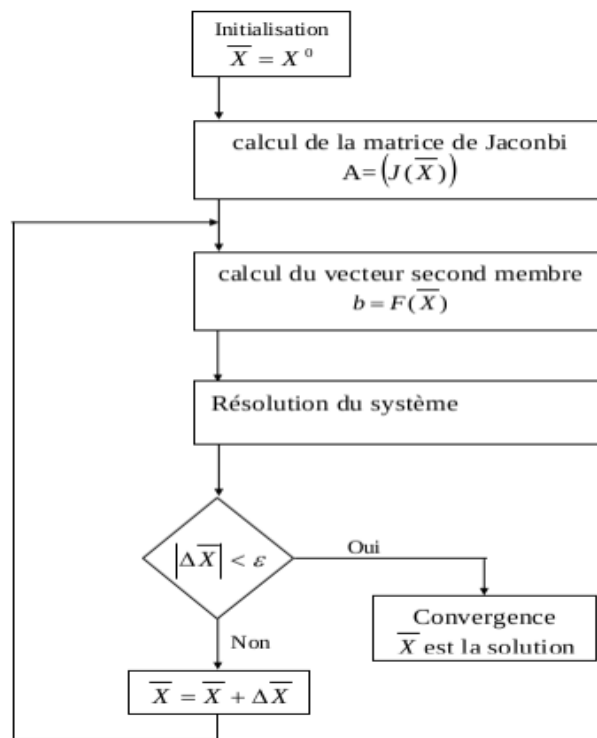 Initialisation
X̅ = X⁰
calcul de la matrice de Jaconbi
A=(J(X̅))
calcul du vecteur second membre
b = F(X̅)
Résolution du système
|ΔX̅| < ε
Oui
Convergence
X̅ est la solution
Non
X̅ = X̅ + ΔX̅